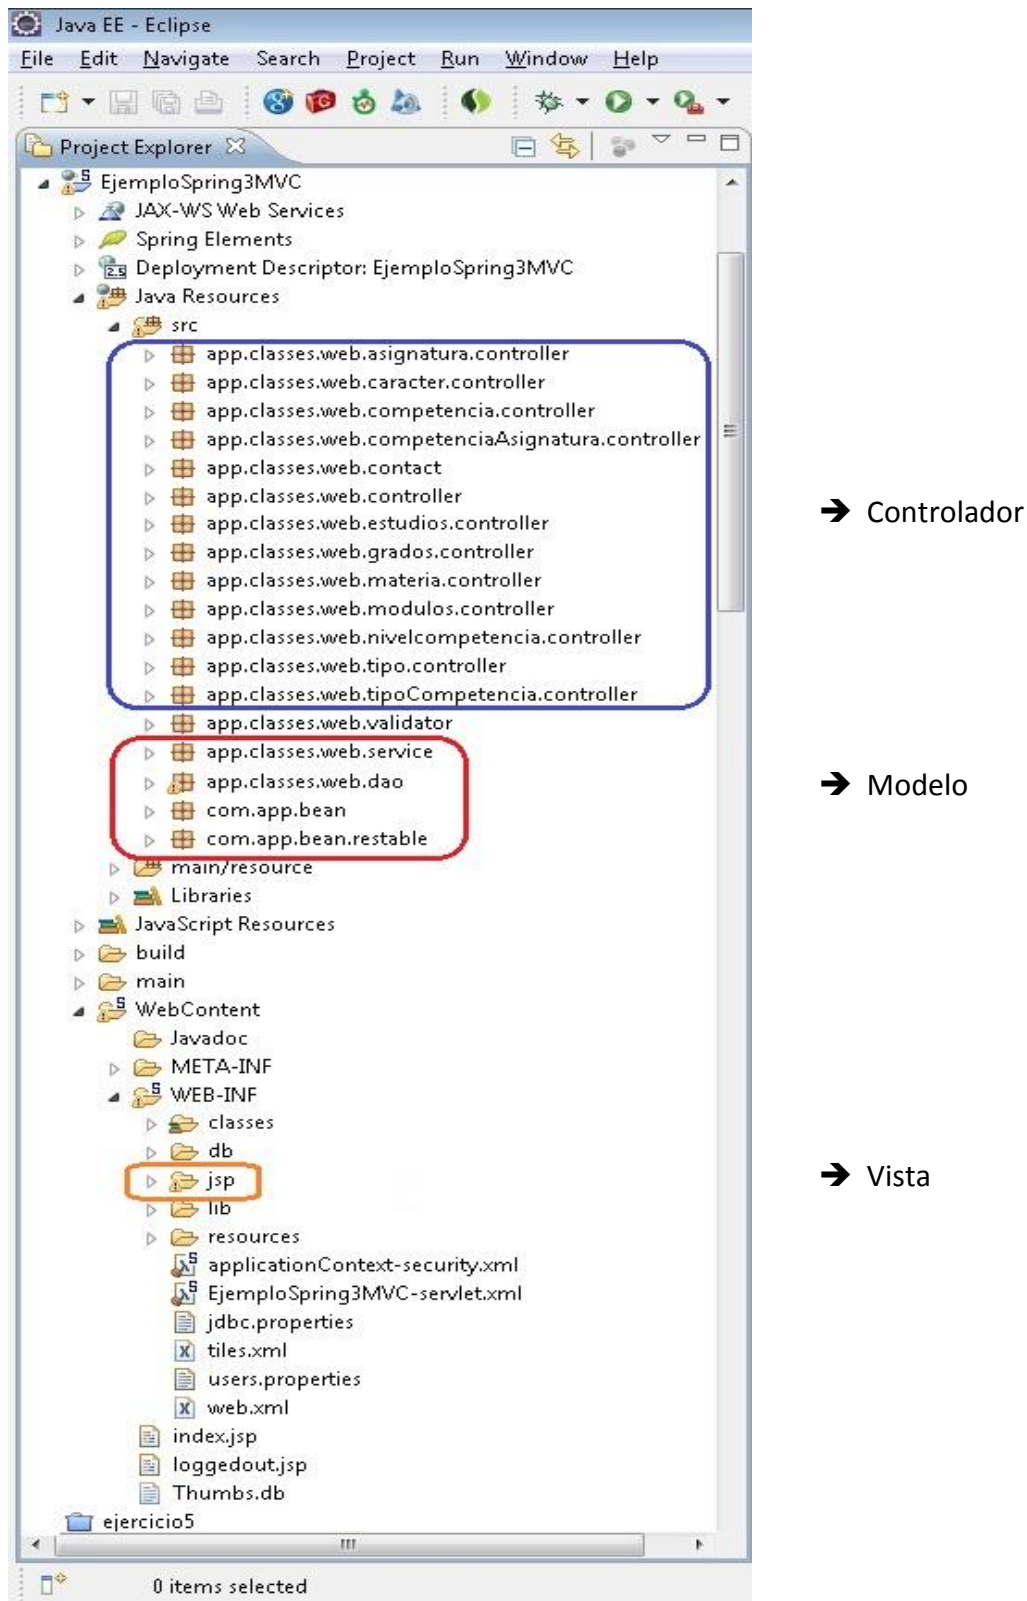 Java EE - Eclipse
File Edit Navigate Search Project Run Window Help
Project Explorer
EjemploSpring3MVC
JAX-WS Web Services
Spring Elements
2.5 Deployment Descriptor: EjemploSpring3MVC
Java Resources
src
app.classes.web.asignatura.controller
app.classes.web.caracter.controller
app.classes.web.competencia.controller
app.classes.web.competenciaAsignatura.controller
app.classes.web.contact
app.classes.web.controller
➔ Controlador
app.classes.web.estudios.controller
app.classes.web.grados.controller
app.classes.web.materia.controller
app.classes.web.modulos.controller
app.classes.web.nivelcompetencia.controller
app.classes.web.tipo.controller
app.classes.web.tipoCompetencia.controller
app.classes.web.validator
app.classes.web.service
app.classes.web.dao
➔ Modelo
com.app.bean
com.app.bean.restable
main/resource
Libraries
JavaScript Resources
build
main
WebContent
Javadoc
META-INF
WEB-INF
classes
db
jsp
➔ Vista
lib
resources
applicationContext-security.xml
EjemploSpring3MVC-servlet.xml
jdbc.properties
tiles.xml
users.properties
web.xml
index.jsp
loggedout.jsp
Thumbs.db
ejercicio5
0 items selected